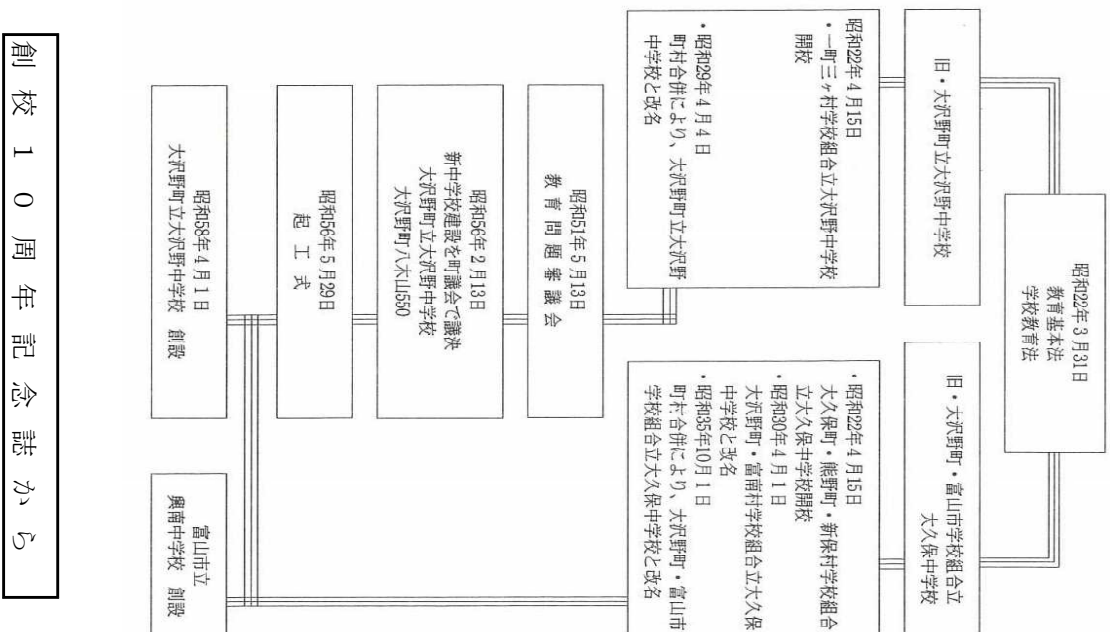 創校１０周年記念誌から
昭和22年3月31日
教育基本法
学校教育法
旧・大沢野町立大沢野中学校
旧・大沢野町・富山市学校組合立
大久保中学校
昭和22年4月15日
・一町三ヶ村学校組合立大沢野中学校
開校
・昭和29年4月4日
町村合併により、大沢野町立大沢野
中学校と改名
・昭和22年4月15日
大久保町・熊野町・新保村学校組合
立大久保中学校開校
・昭和30年4月1日
大沢野町・富南村学校組合立大久保
中学校と改名
・昭和35年10月1日
町村合併により、大沢野町・富山市
学校組合立大久保中学校と改名
昭和51年5月13日
教育問題審議会
昭和56年2月13日
新中学校建設を町議会で議決
大沢野町立大沢野中学校
大沢野町八木山550
昭和56年5月29日
起工式
昭和58年4月1日
大沢野町立大沢野中学校 創設
富山市立
興南中学校 創設